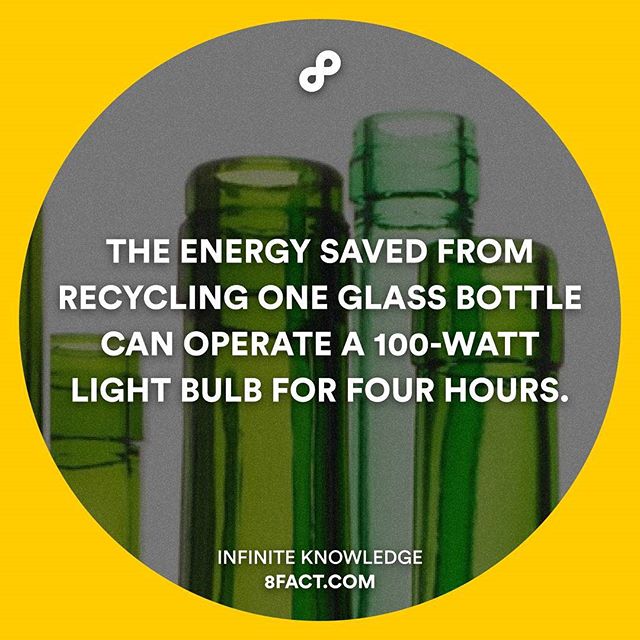 THE ENERGY SAVED FROM
RECYCLING ONE GLASS BOTTLE
CAN OPERATE A 100-WATT
LIGHT BULB FOR FOUR HOURS.
INFINITE KNOWLEDGE
8FACT.COM